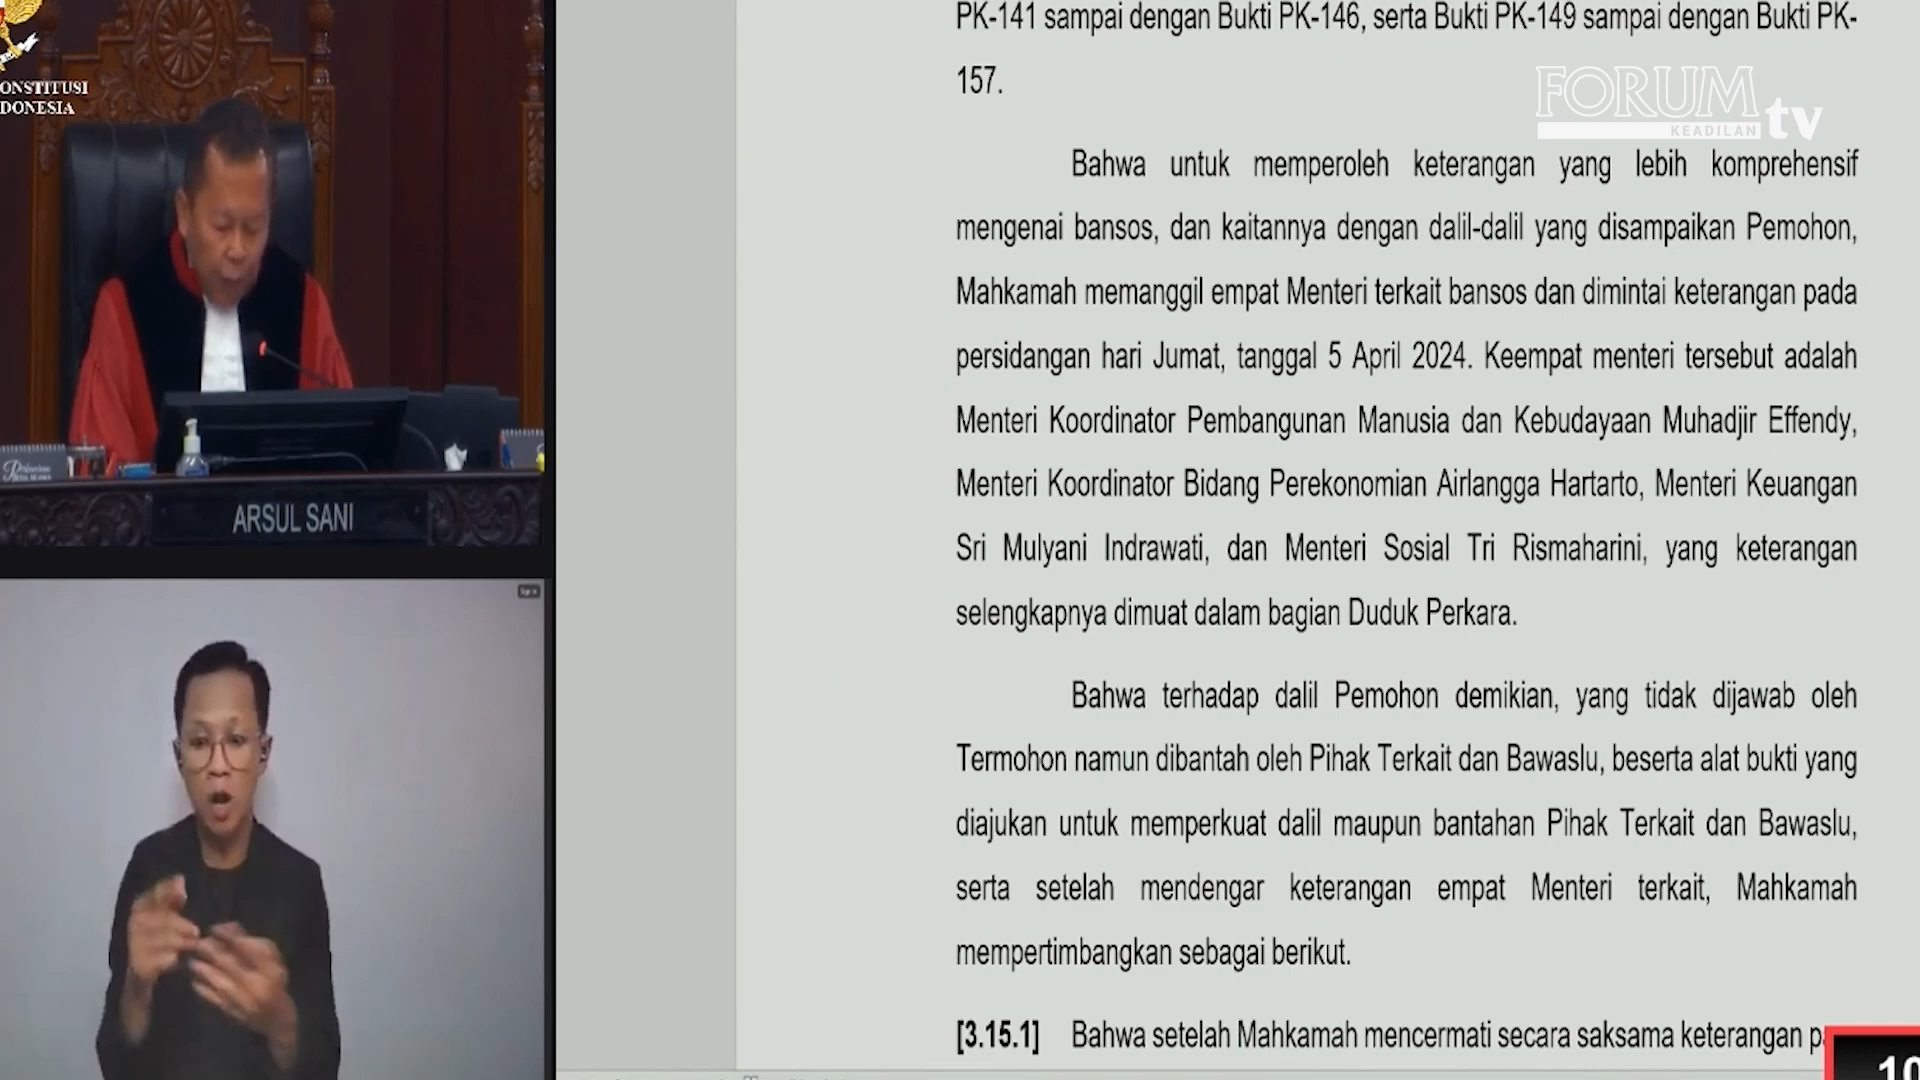 ONSTITUSI
DONESIA
ARSUL SANI
PK-141 sampai dengan Bukti PK-146, serta Bukti PK-149 sampai dengan Bukti PK-
157.
FORUM
KEADILAN tv
Bahwa untuk memperoleh keterangan yang lebih komprehensif
mengenai bansos, dan kaitannya dengan dalil-dalil yang disampaikan Pemohon,
Mahkamah memanggil empat Menteri terkait bansos dan dimintai keterangan pada
persidangan hari Jumat, tanggal 5 April 2024. Keempat menteri tersebut adalah
Menteri Koordinator Pembangunan Manusia dan Kebudayaan Muhadjir Effendy,
Menteri Koordinator Bidang Perekonomian Airlangga Hartarto, Menteri Keuangan
Sri Mulyani Indrawati, dan Menteri Sosial Tri Rismaharini, yang keterangan
selengkapnya dimuat dalam bagian Duduk Perkara.
Bahwa terhadap dalil Pemohon demikian, yang tidak dijawab oleh
Termohon namun dibantah oleh Pihak Terkait dan Bawaslu, beserta alat bukti yang
diajukan untuk memperkuat dalil maupun bantahan Pihak Terkait dan Bawaslu,
serta setelah mendengar keterangan empat Menteri terkait, Mahkamah
mempertimbangkan sebagai berikut.
[3.15.1] Bahwa setelah Mahkamah mencermati secara saksama keterangan
10